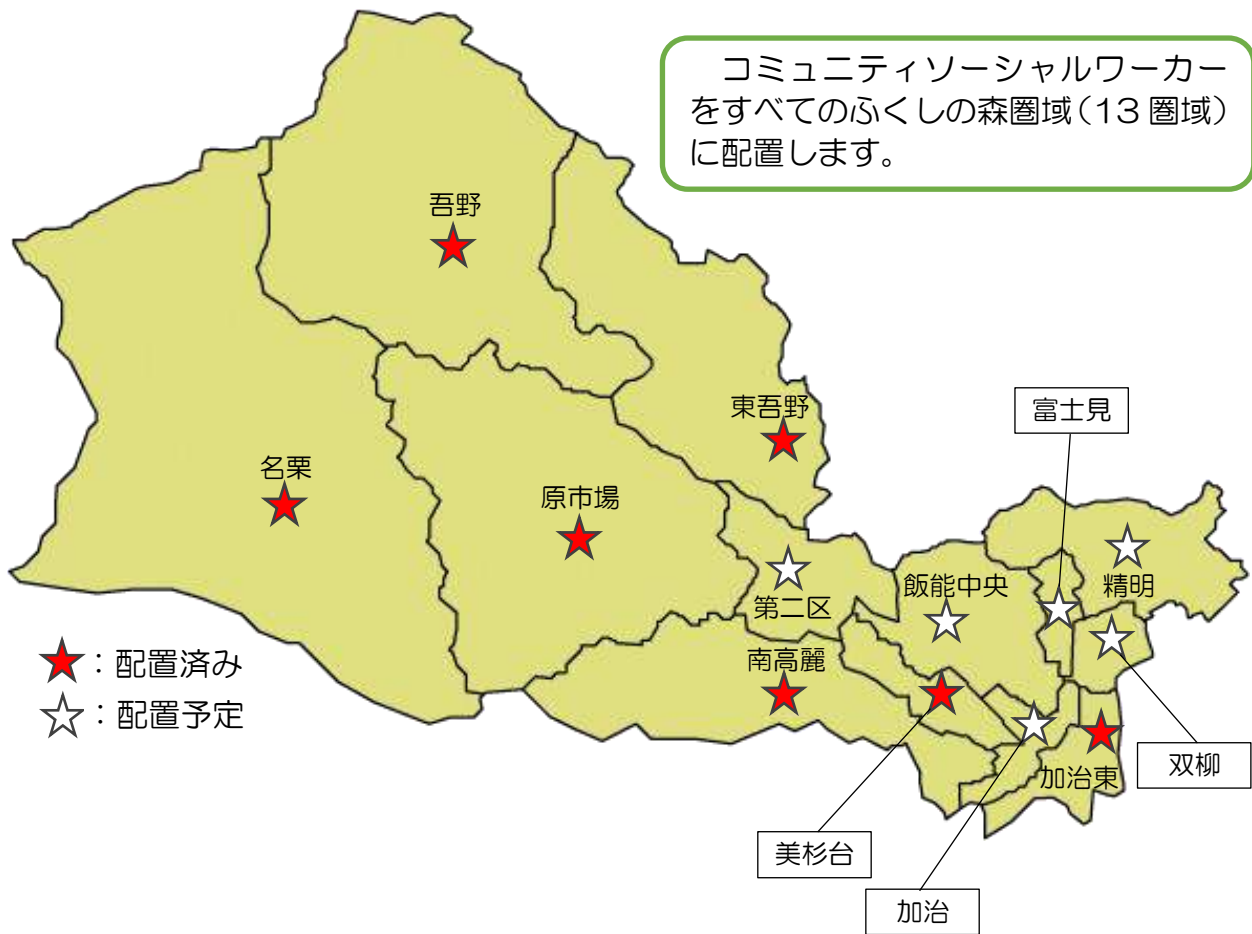 コミュニティソーシャルワーカー
をすべてのふくしの森圏域（13 圏域）
に配置します。
吾野
東吾野
富士見
名栗
原市場
第二区
飯能中央
精明
南高麗
★：配置済み
☆：配置予定
加治東
双柳
美杉台
加治